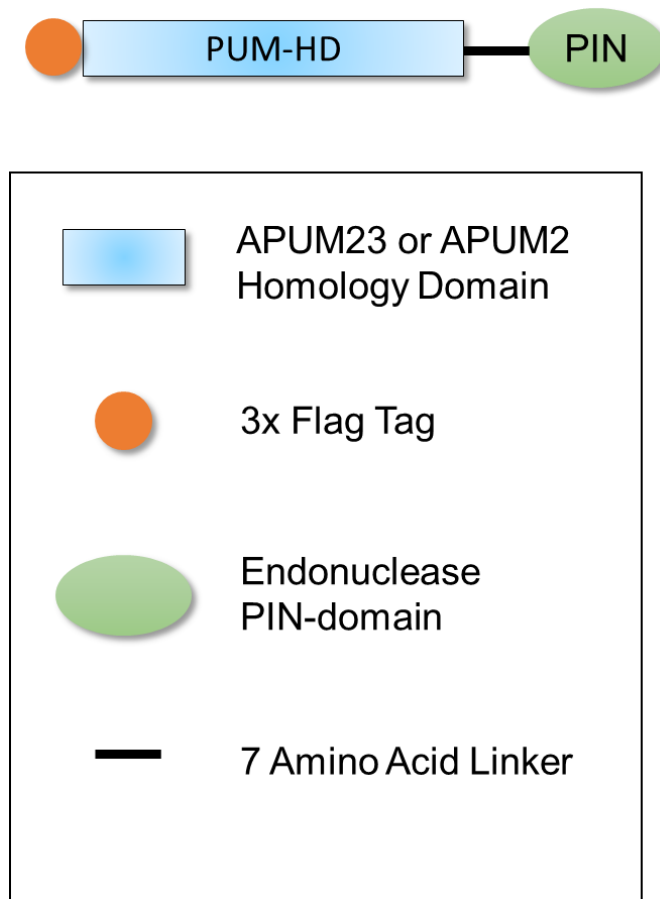 PUM-HD
PIN
APUM23 or APUM2
Homology Domain
3x Flag Tag
Endonuclease
PIN-domain
7 Amino Acid Linker